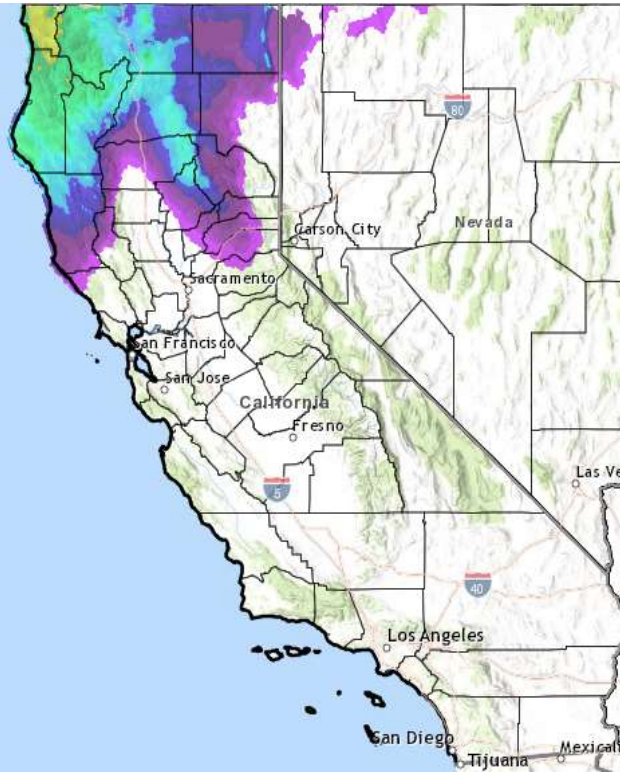 80
Carson City
Nevada
Sacramento
San Francisco
San Jose
California
Fresno
5
Las Ve
40
Los Angeles
San Diego
Tijuana
Mexicali